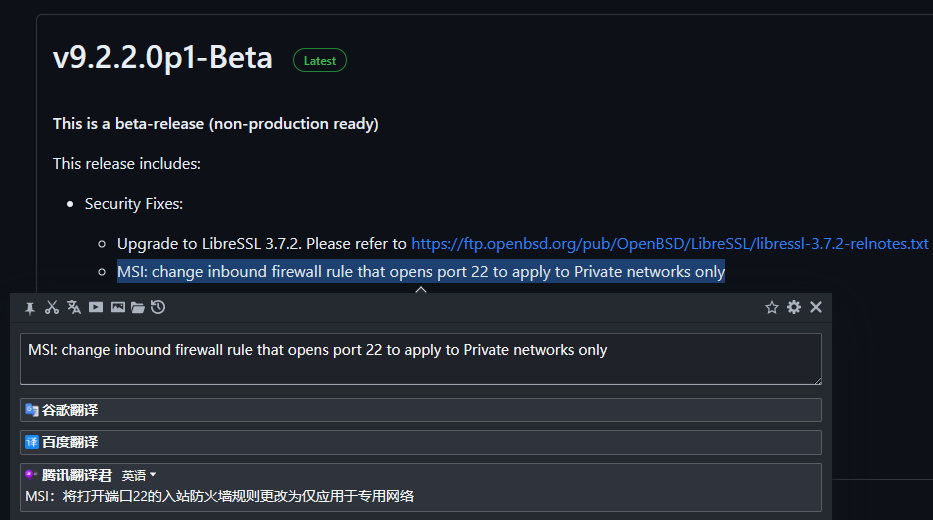 v9.2.2.0p1-Beta Latest
This is a beta-release (non-production ready)
This release includes:
Security Fixes:
Upgrade to LibreSSL 3.7.2. Please refer to https://ftp.openbsd.org/pub/OpenBSD/LibreSSL/libressl-3.7.2-relnotes.txt
MSI: change inbound firewall rule that opens port 22 to apply to Private networks only
MSI: change inbound firewall rule that opens port 22 to apply to Private networks only
谷歌翻译
译 百度翻译
腾讯翻译君 英语
MSI：将打开端口22的入站防火墙规则更改为仅应用于专用网络